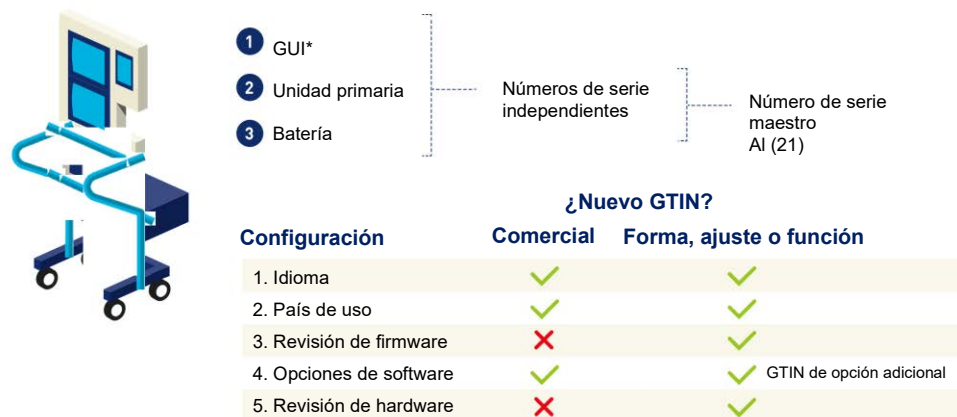 1 GUI*
2 Unidad primaria
3 Batería
Números de serie
independientes
Número de serie
maestro
AI (21)
¿Nuevo GTIN?
Configuración Comercial Forma, ajuste o función
1. Idioma
2. País de uso
3. Revisión de firmware
4. Opciones de software GTIN de opción adicional
5. Revisión de hardware